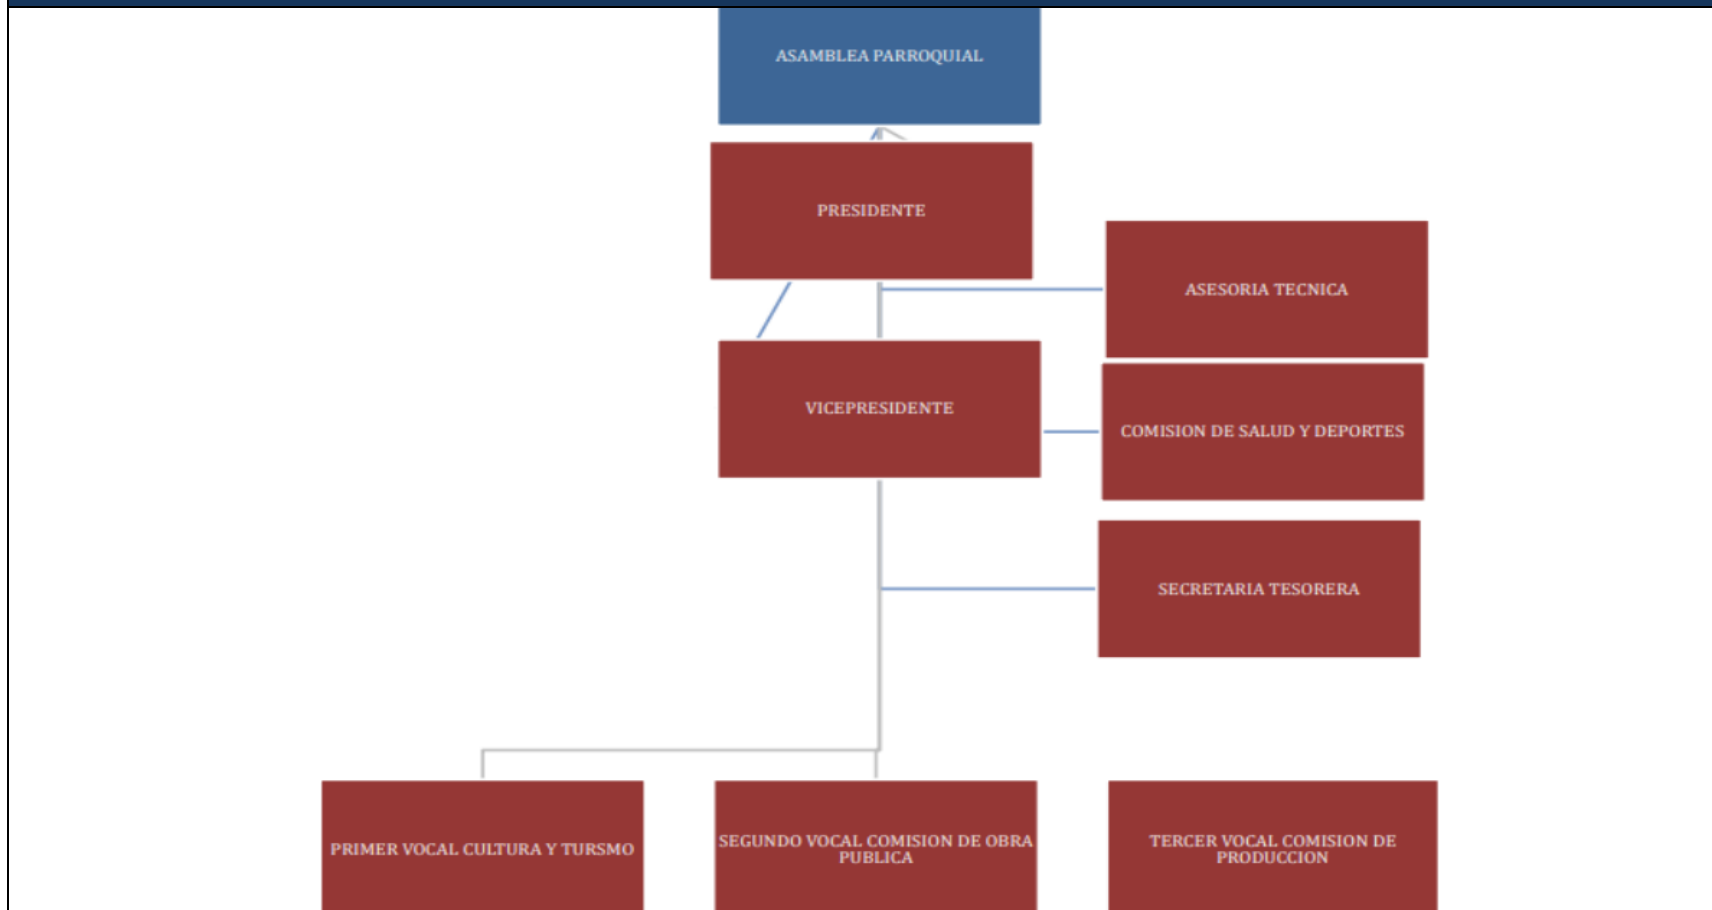 ASAMBLEA PARROQUIAL
PRESIDENTE
ASESORIA TECNICA
VICEPRESIDENTE
COMISION DE SALUD Y DEPORTES
SECRETARIA TESORERA
PRIMER VOCAL CULTURA Y TURSMO
SEGUNDO VOCAL COMISION DE OBRA
PUBLICA
TERCER VOCAL COMISION DE
PRODUCCION